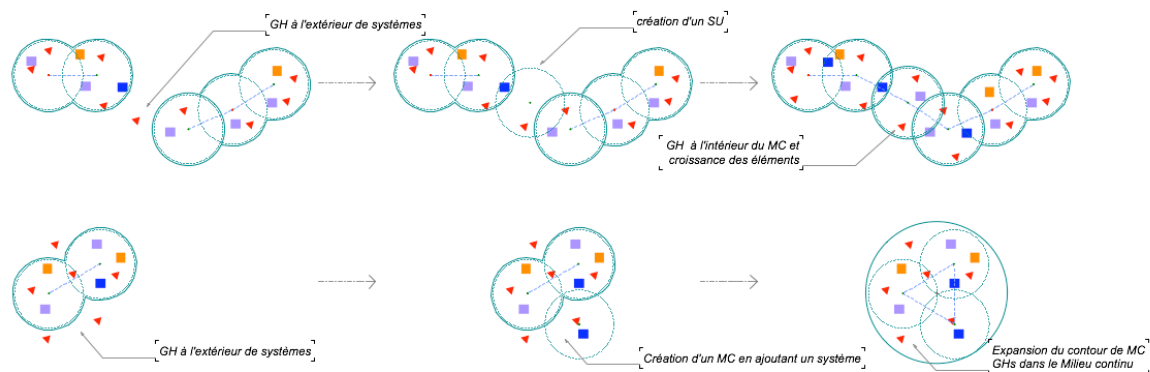 GH à l'extérieur de systèmes
création d'un SU
GH à l'intérieur du MC et
croissance des éléments
GH à l'extérieur de systèmes
Création d'un MC en ajoutant un système
Expansion du contour de MC
GHs dans le Milieu continu